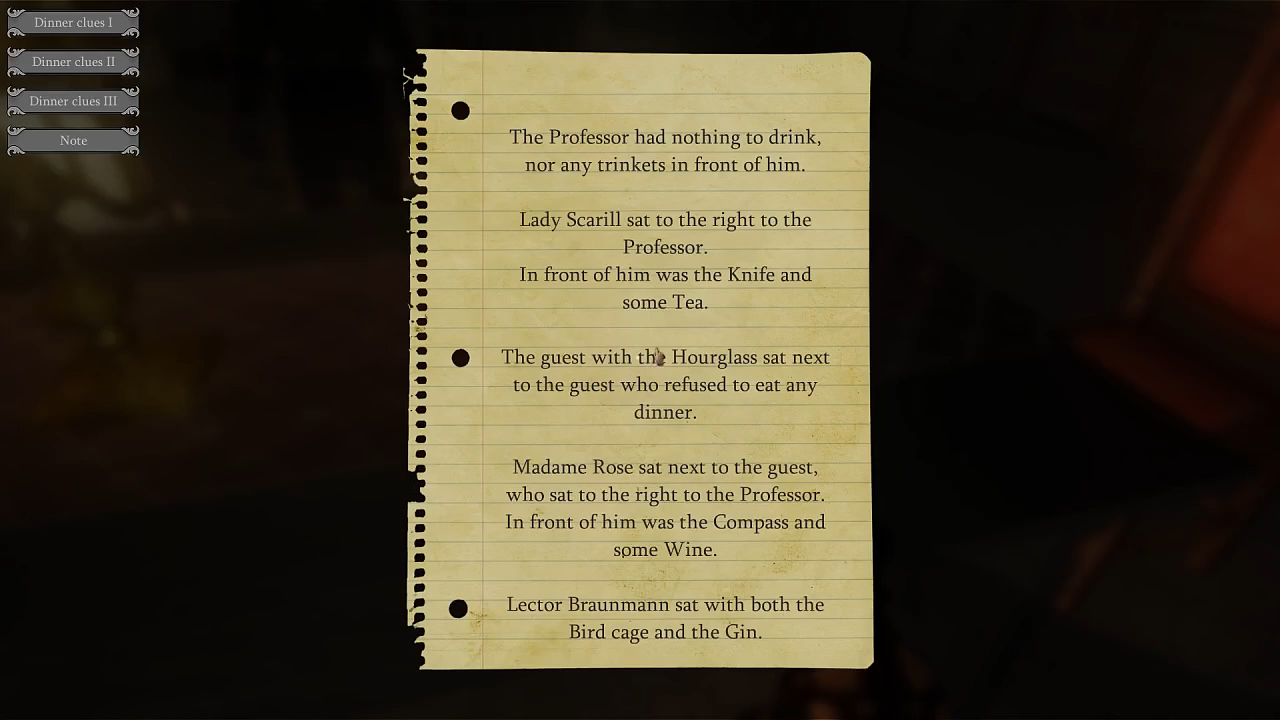 Dinner clues I
Dinner clues II
Dinner clues III
Note
The Professor had nothing to drink,
nor any trinkets in front of him.
Lady Scarill sat to the right to the
Professor.
In front of him was the Knife and
some Tea.
The guest with the Hourglass sat next
to the guest who refused to eat any
dinner.
Madame Rose sat next to the guest,
who sat to the right to the Professor.
In front of him was the Compass and
some Wine.
Lector Braunmann sat with both the
Bird cage and the Gin.